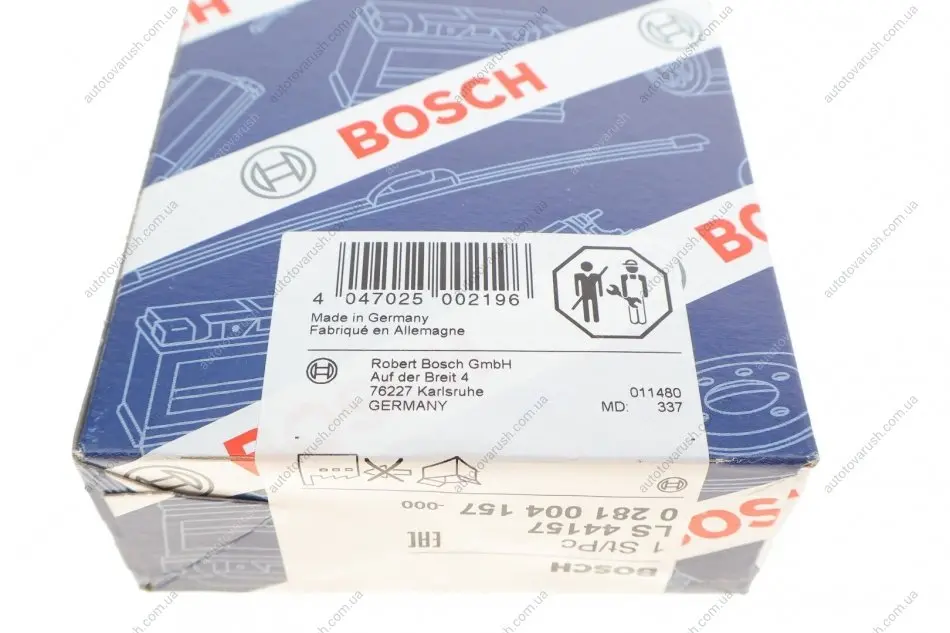 BOSCH
BOSCH
4 047025 002196
Made in Germany
Fabriqué en Allemagne
Robert Bosch GmbH
Auf der Breit 4
76227 Karlsruhe
GERMANY
011480
MD: 337
0 281 004 157 -000
LS 44157
1 St/Pc
EAC
BOSCH
BOSCH
autotovarush.com.ua